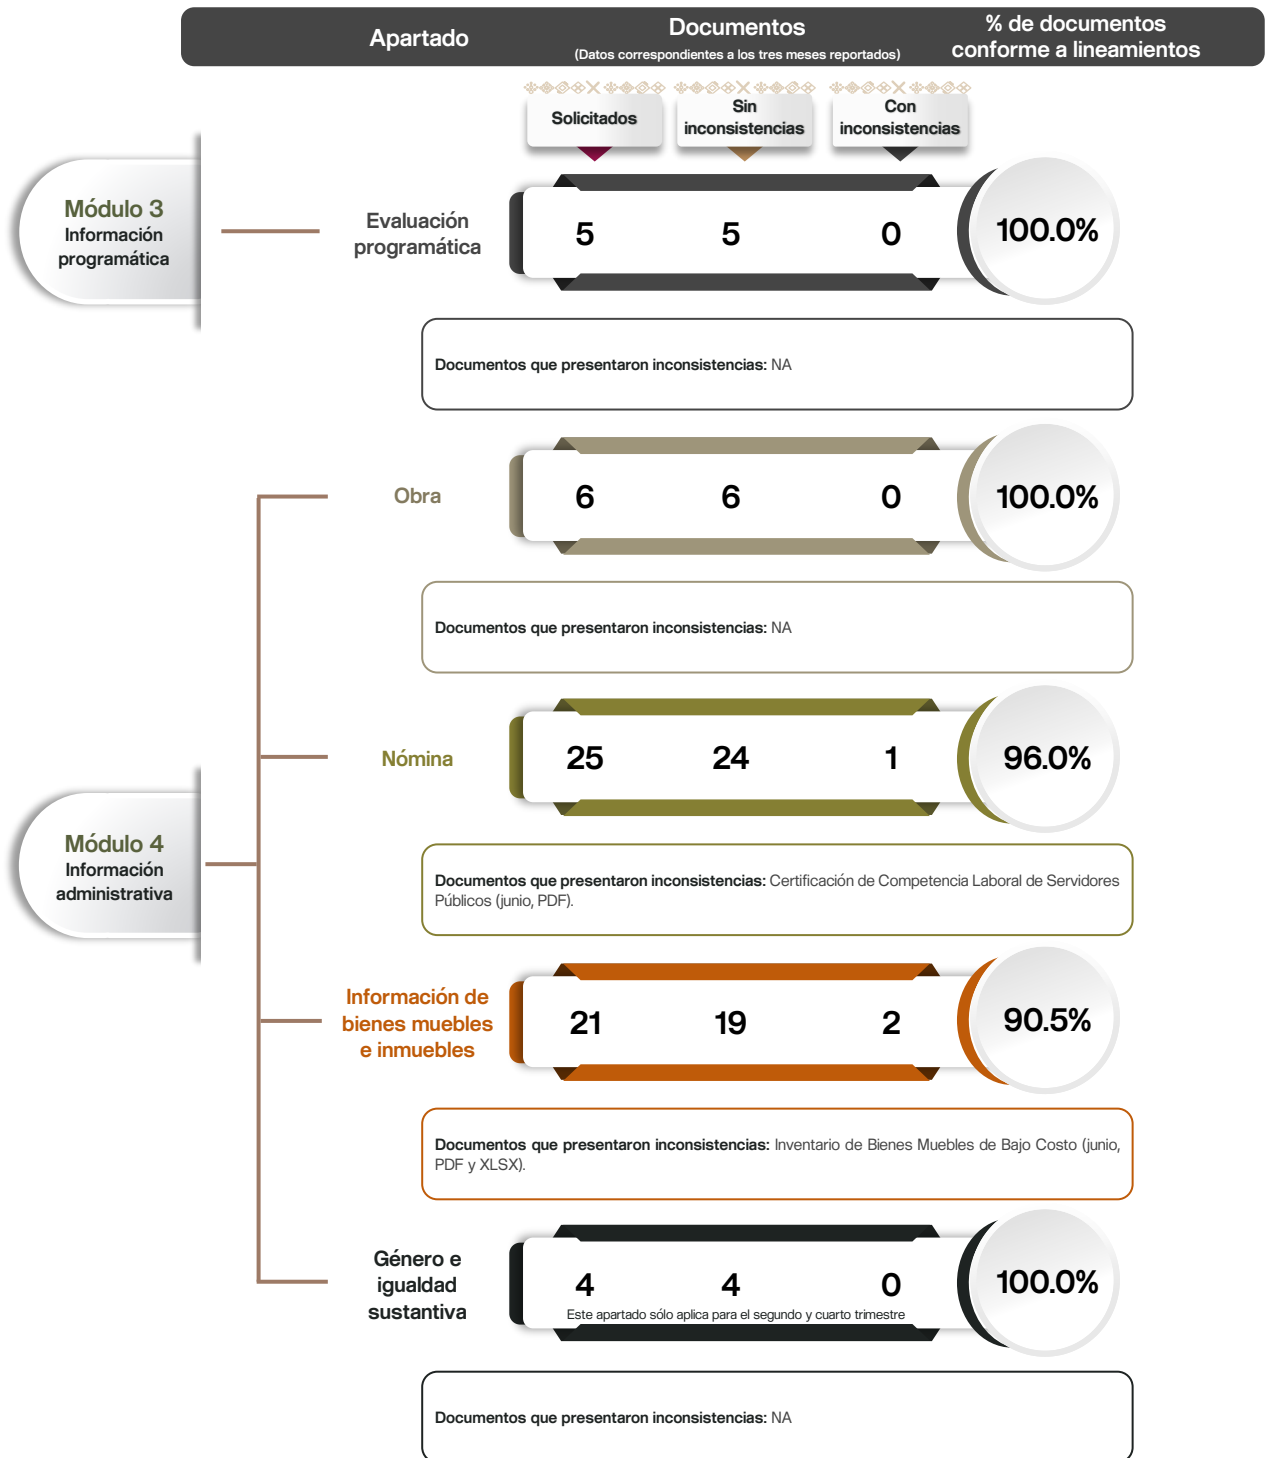 Apartado
Documentos
(Datos correspondientes a los tres meses reportados)
% de documentos
conforme a lineamientos
Solicitados
Sin
inconsistencias
Con
inconsistencias
Módulo 3
Información
programática
Evaluación
programática
5 5 0 100.0%
Documentos que presentaron inconsistencias: NA
Obra
6 6 0 100.0%
Documentos que presentaron inconsistencias: NA
Nómina
25 24 1 96.0%
Módulo 4
Información
administrativa
Documentos que presentaron inconsistencias: Certificación de Competencia Laboral de Servidores
Públicos (junio, PDF).
Información de
bienes muebles
e inmuebles
21 19 2 90.5%
Documentos que presentaron inconsistencias: Inventario de Bienes Muebles de Bajo Costo (junio,
PDF y XLSX).
Género e
igualdad
sustantiva
4 4 0 100.0%
Este apartado sólo aplica para el segundo y cuarto trimestre
Documentos que presentaron inconsistencias: NA